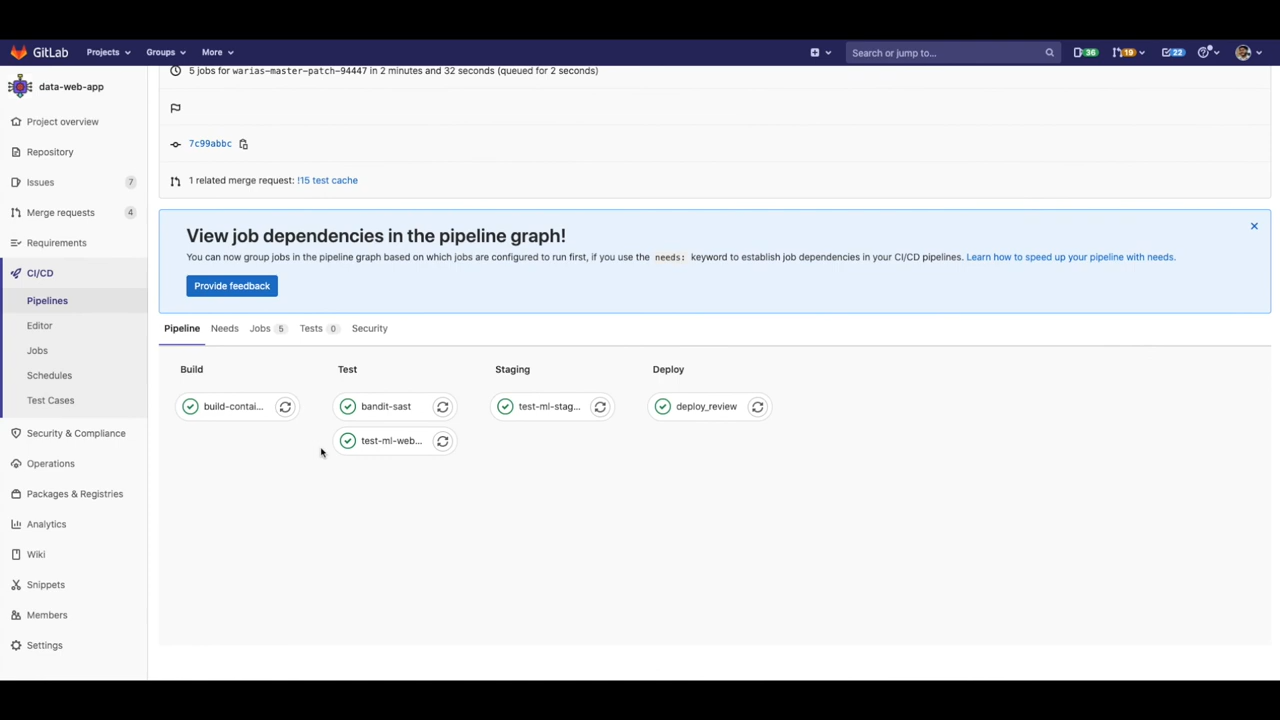 GitLab Projects Groups More Search or jump to... 36 19 22
data-web-app
Project overview
Repository
Issues 7
Merge requests 4
Requirements
CI/CD
Pipelines
Editor
Jobs
Schedules
Test Cases
Security & Compliance
Operations
Packages & Registries
Analytics
Wiki
Snippets
Members
Settings
5 jobs for warias-master-patch-94447 in 2 minutes and 32 seconds (queued for 2 seconds)
7c99abbc
1 related merge request: !15 test cache
View job dependencies in the pipeline graph!
You can now group jobs in the pipeline graph based on which jobs are configured to run first, if you use the needs: keyword to establish job dependencies in your CI/CD pipelines. Learn how to speed up your pipeline with needs.
Provide feedback
Pipeline Needs Jobs 5 Tests 0 Security
Build Test Staging Deploy
build-contai... bandit-sast test-ml-stag... deploy_review
test-ml-web...